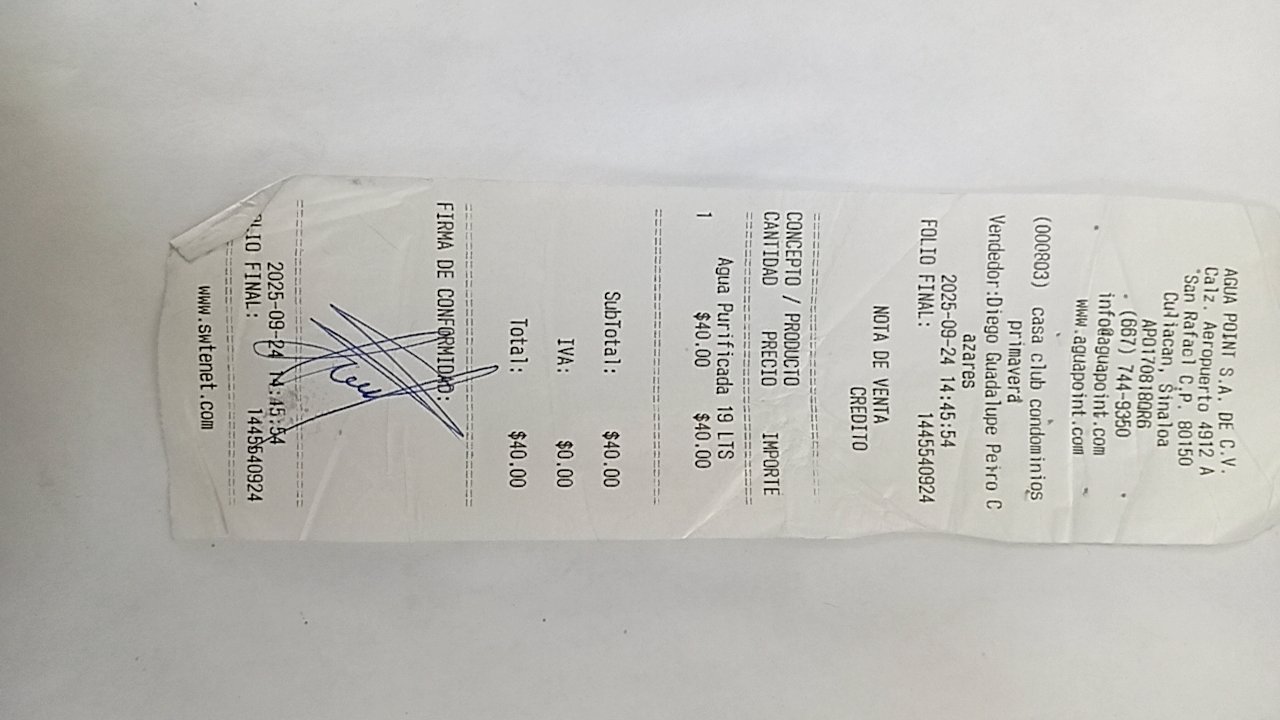 AGUA POINT S.A. DE C.V.
Calz. Aeropuerto 4912 A
San Rafael C.P. 80150
Culiacan, Sinaloa
APO170818QR6
(667) 744-9350
info@aguapoint.com
www.aguapoint.com
(000803) casa club condominios
primavera
Vendedor:Diego Guadalupe Peiro C
azares
2025-09-24 14:45:54
FOLIO FINAL: 1445540924
NOTA DE VENTA
CREDITO
CONCEPTO / PRODUCTO
CANTIDAD PRECIO IMPORTE
Agua Purificada 19 LTS
1 $40.00 $40.00
SubTotal: $40.00
IVA: $0.00
Total: $40.00
FIRMA DE CONFORMIDAD:
2025-09-24 14:45:54
OLIO FINAL: 1445540924
www.swtenet.com